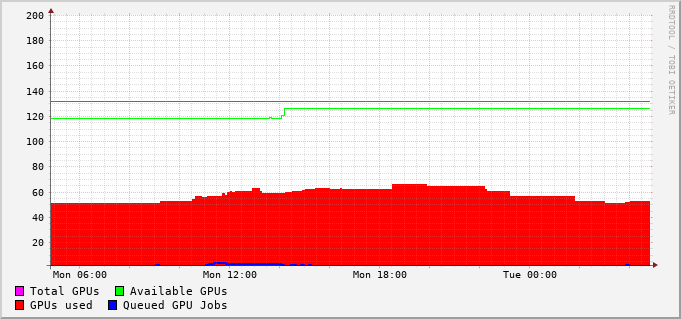 200
180
160
140
120
100
80
60
40
20
Mon 06:00 Mon 12:00 Mon 18:00 Tue 00:00
Total GPUs Available GPUs
GPUs used Queued GPU Jobs
RRDTOOL / TOBI OETIKER